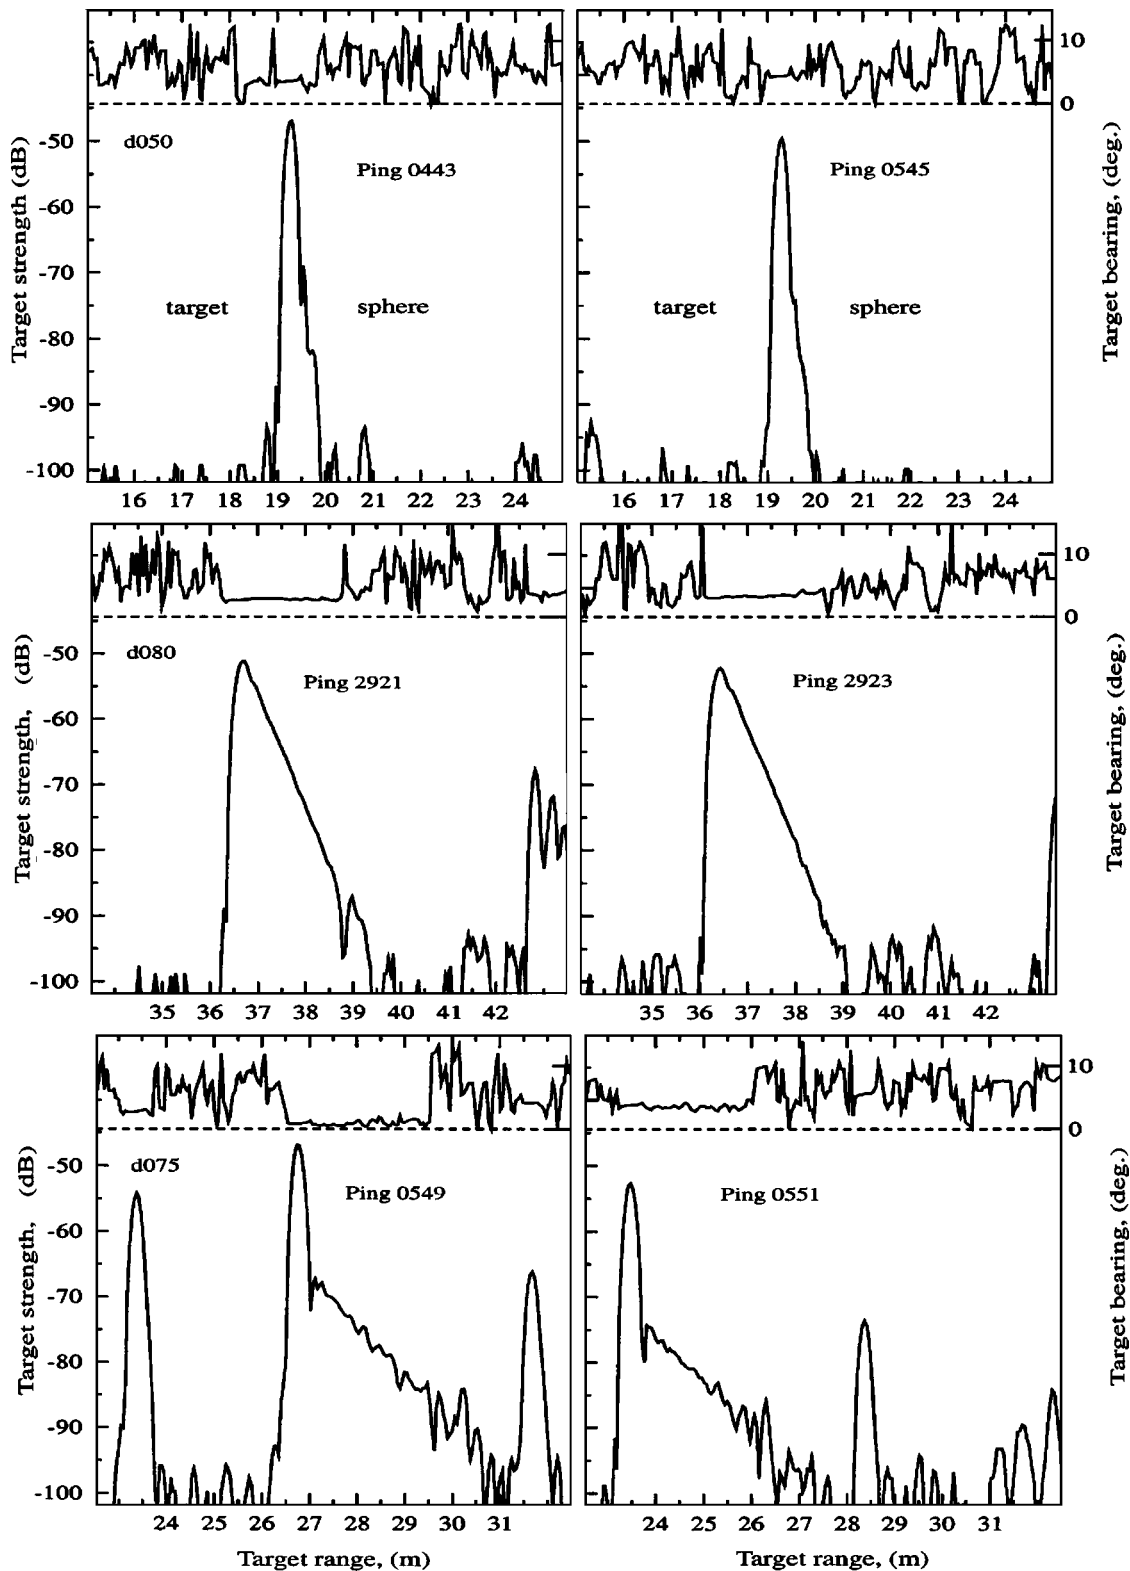 10
0
-50
-60
-70
-80
-90
-100
d050
Ping 0443
target
sphere
Ping 0545
target
sphere
16 17 18 19 20 21 22 23 24
16 17 18 19 20 21 22 23 24
Target strength (dB)
Target bearing, (deg.)
10
0
-50
-60
-70
-80
-90
-100
d080
Ping 2921
Ping 2923
35 36 37 38 39 40 41 42
35 36 37 38 39 40 41 42
Target strength, (dB)
Target bearing, (deg.)
10
0
-50
-60
-70
-80
-90
-100
d075
Ping 0549
Ping 0551
24 25 26 27 28 29 30 31
24 25 26 27 28 29 30 31
Target strength, (dB)
Target bearing, (deg.)
Target range, (m)
Target range, (m)